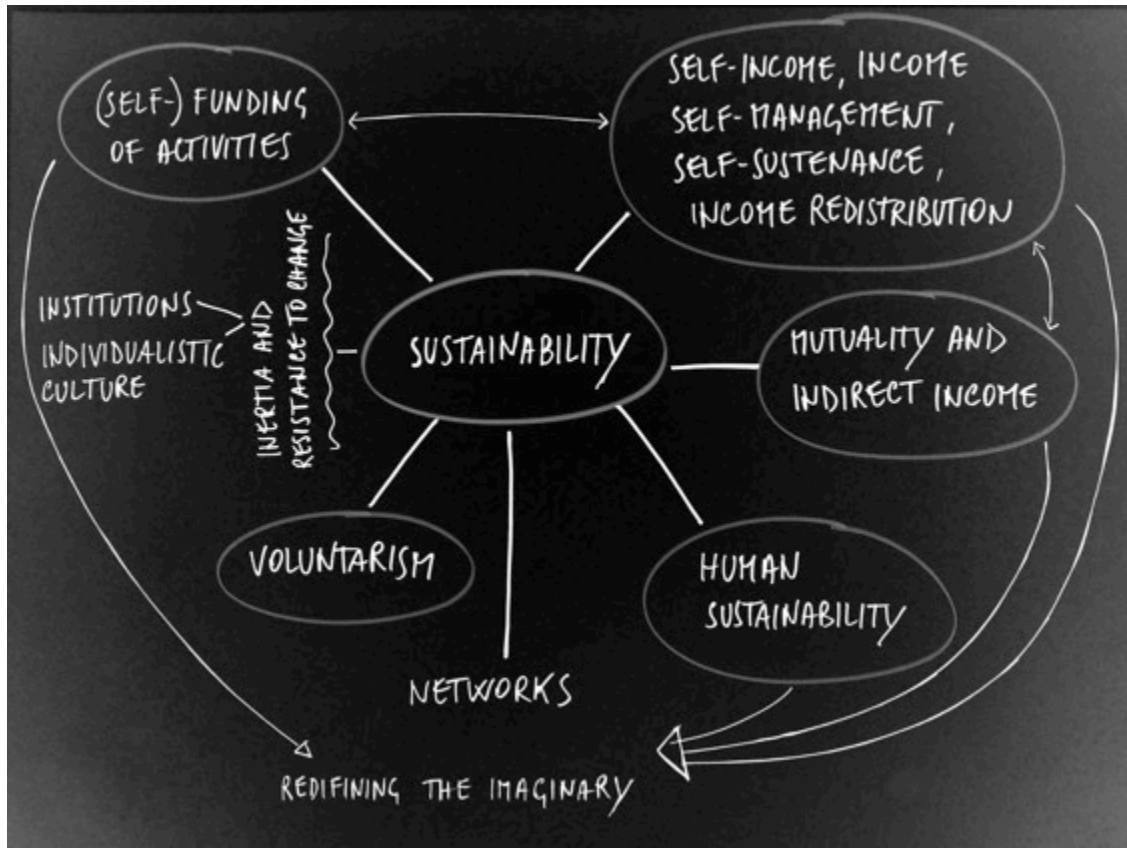 (SELF-) FUNDING
OF ACTIVITIES
SELF-INCOME, INCOME
SELF-MANAGEMENT,
SELF-SUSTENANCE,
INCOME REDISTRIBUTION
INSTITUTIONS
INDIVIDUALISTIC
CULTURE
INERTIA AND
RESISTANCE TO CHANGE
SUSTAINABILITY
MUTUALITY AND
INDIRECT INCOME
VOLUNTARISM
HUMAN
SUSTAINABILITY
NETWORKS
REDIFINING THE IMAGINARY